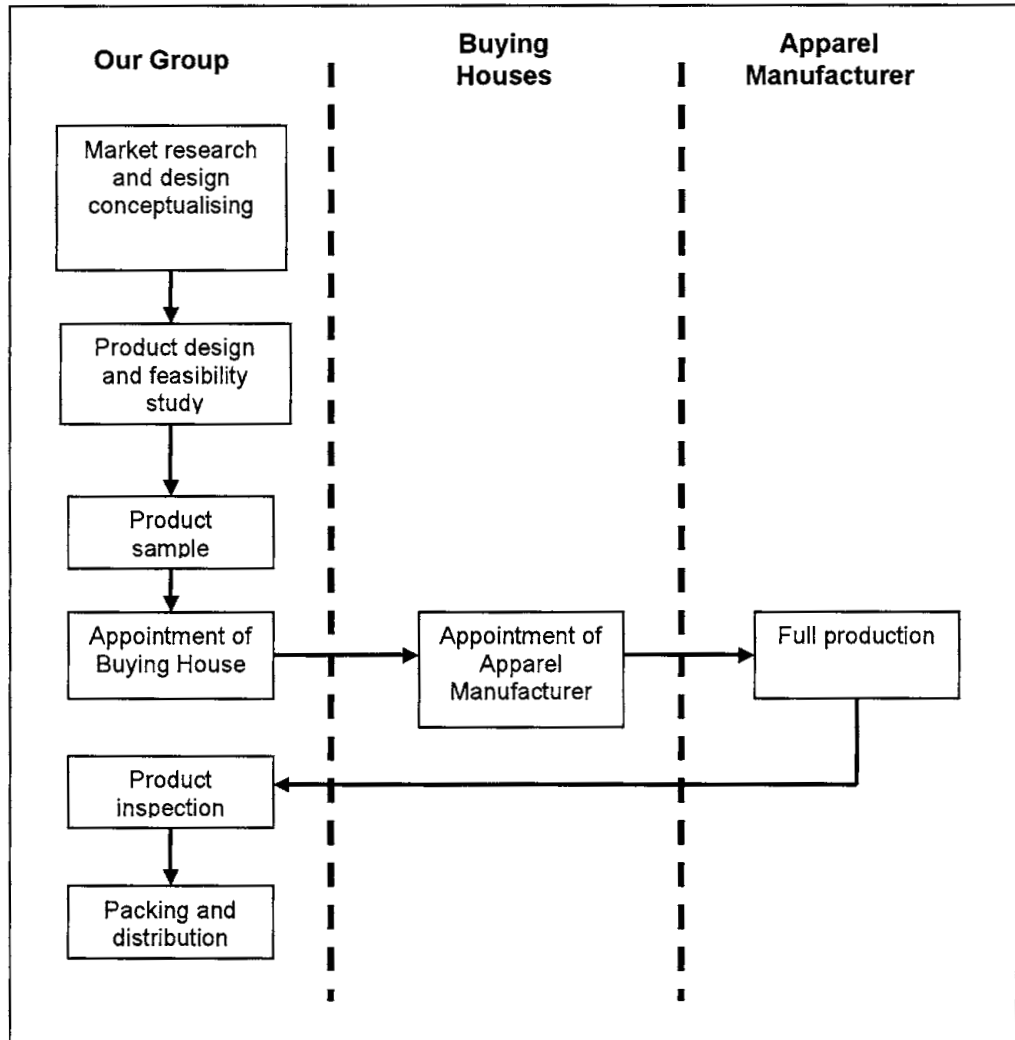 Our Group
Buying
Houses
Apparel
Manufacturer
Market research
and design
conceptualising
Product design
and feasibility
study
Product
sample
Appointment of
Buying House
Appointment of
Apparel
Manufacturer
Full production
Product
inspection
Packing and
distribution